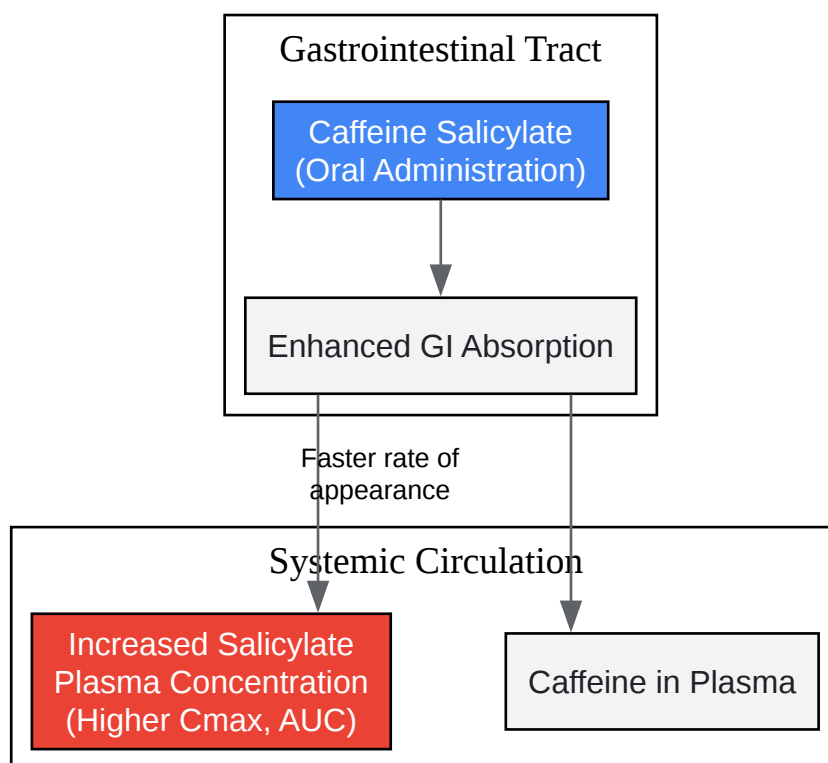 Gastrointestinal Tract
Caffeine Salicylate
(Oral Administration)
Enhanced GI Absorption
Faster rate of
appearance
Systemic Circulation
Increased Salicylate
Plasma Concentration
(Higher Cmax, AUC)
Caffeine in Plasma